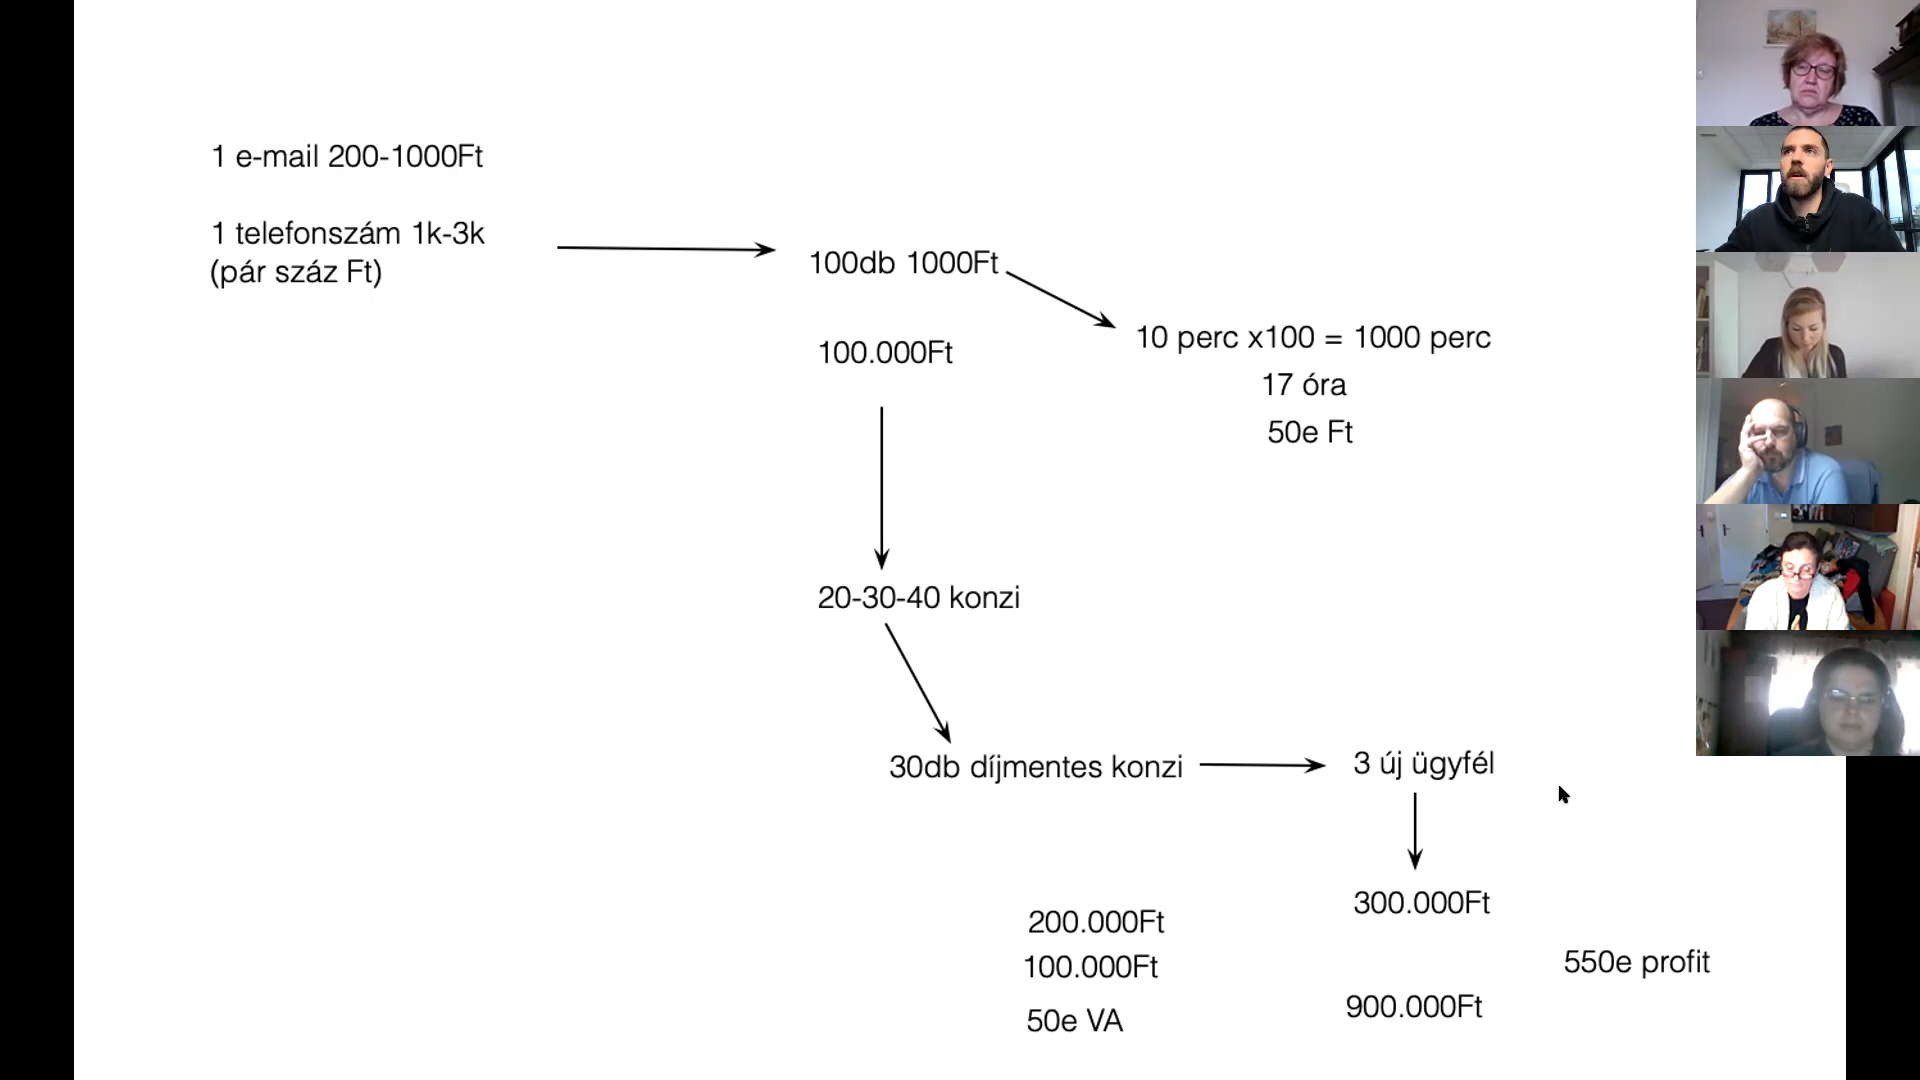 1 e-mail 200-1000Ft
1 telefonszám 1k-3k
(pár száz Ft)
100db 1000Ft
100.000Ft
10 perc x100 = 1000 perc
17 óra
50e Ft
20-30-40 konzi
30db díjmentes konzi
3 új ügyfél
300.000Ft
200.000Ft
100.000Ft
50e VA
900.000Ft
550e profit